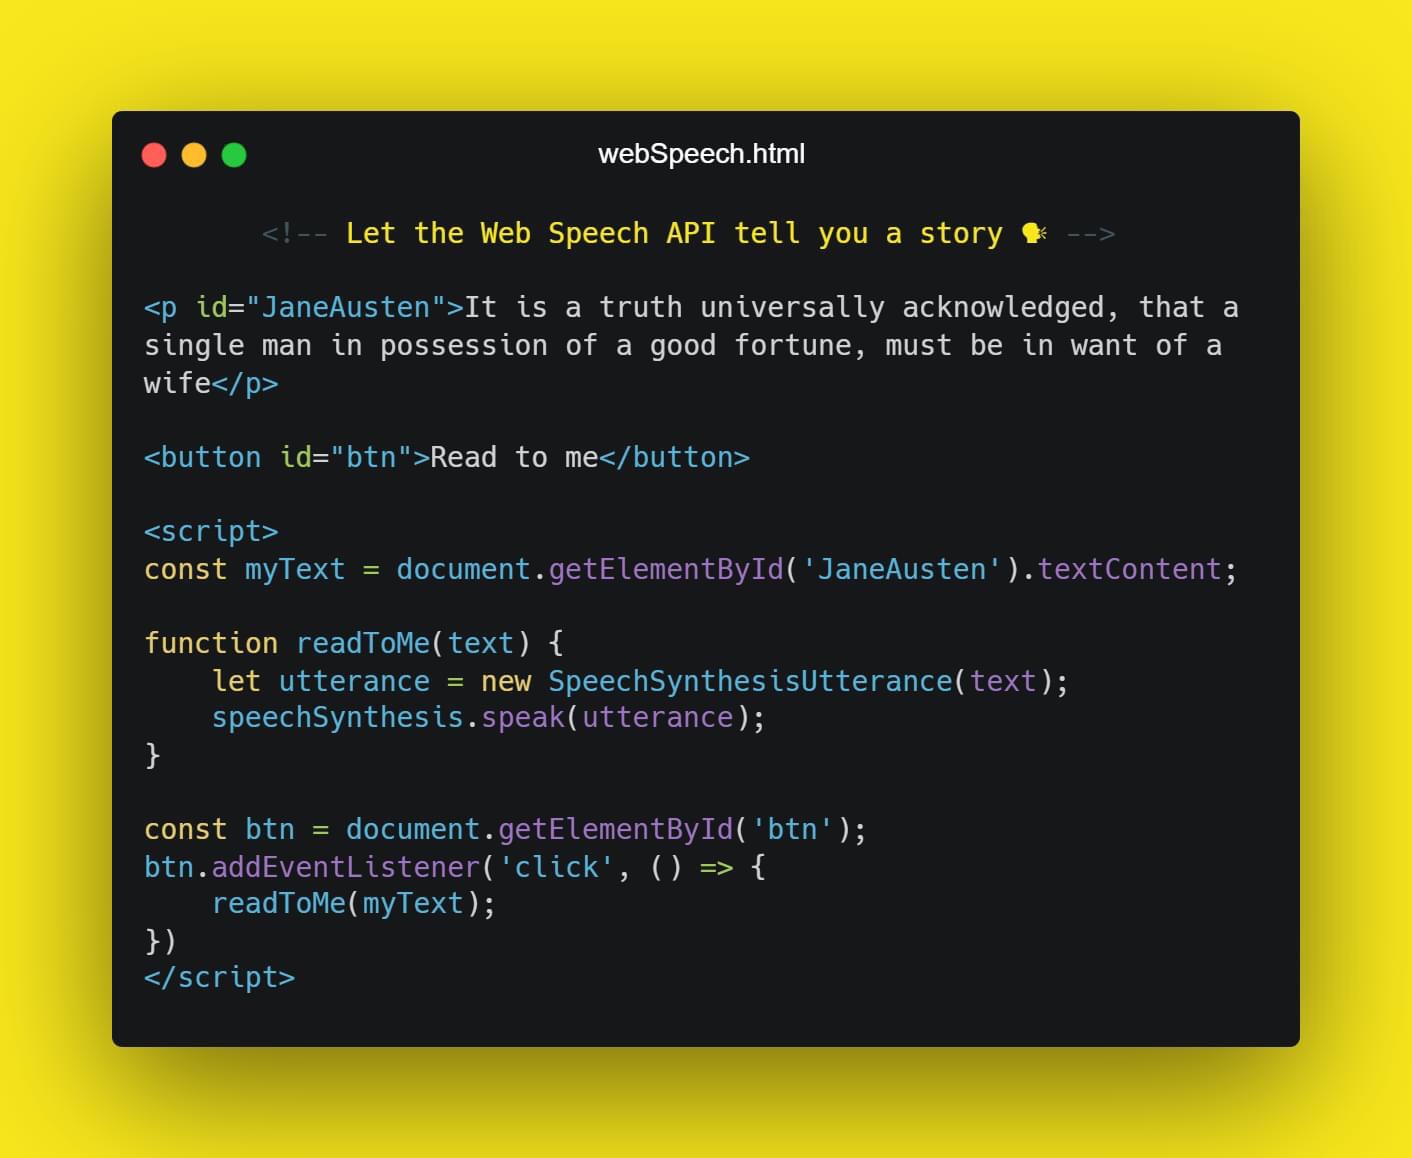 webSpeech.html
<!-- Let the Web Speech API tell you a story 🗣 -->
<p id="JaneAusten">It is a truth universally acknowledged, that a
single man in possession of a good fortune, must be in want of a
wife</p>
<button id="btn">Read to me</button>
<script>
const myText = document.getElementById('JaneAusten').textContent;
function readToMe(text) {
    let utterance = new SpeechSynthesisUtterance(text);
    speechSynthesis.speak(utterance);
}
const btn = document.getElementById('btn');
btn.addEventListener('click', () => {
    readToMe(myText);
})
</script>